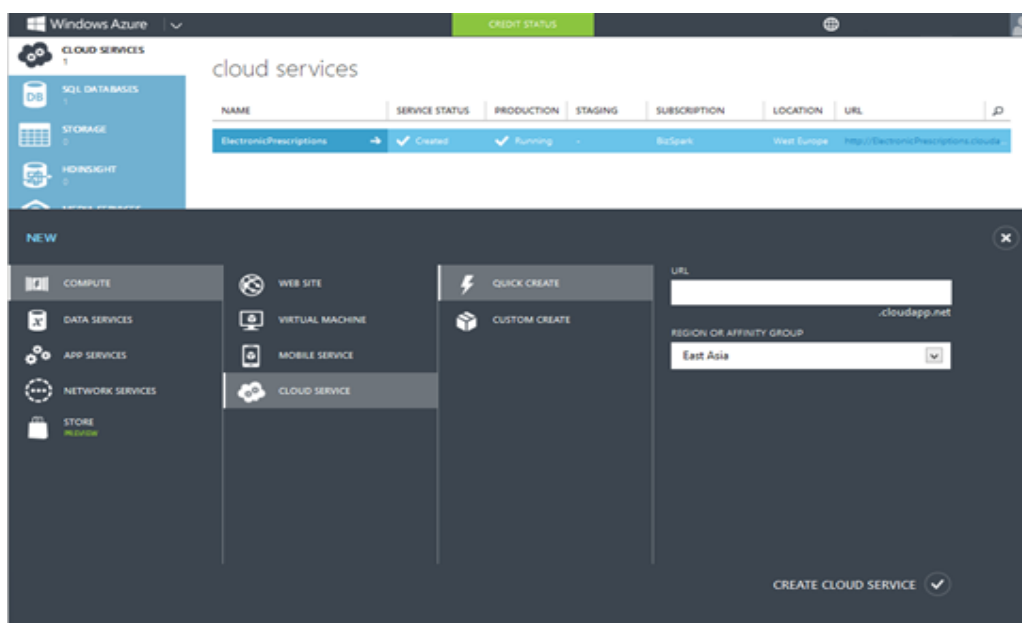 Windows Azure
CREDIT STATUS
CLOUD SERVICES
1
SQL DATABASES
1
STORAGE
0
HDINSIGHT
0
cloud services
NAME SERVICE STATUS PRODUCTION STAGING SUBSCRIPTION LOCATION URL
ElectronicPrescriptions Created Running - BizSpark West Europe http://ElectronicPrescriptions.clouda...
NEW
COMPUTE
DATA SERVICES
APP SERVICES
NETWORK SERVICES
STORE
PREVIEW
WEB SITE
VIRTUAL MACHINE
MOBILE SERVICE
CLOUD SERVICE
QUICK CREATE
CUSTOM CREATE
URL
.cloudapp.net
REGION OR AFFINITY GROUP
East Asia
CREATE CLOUD SERVICE